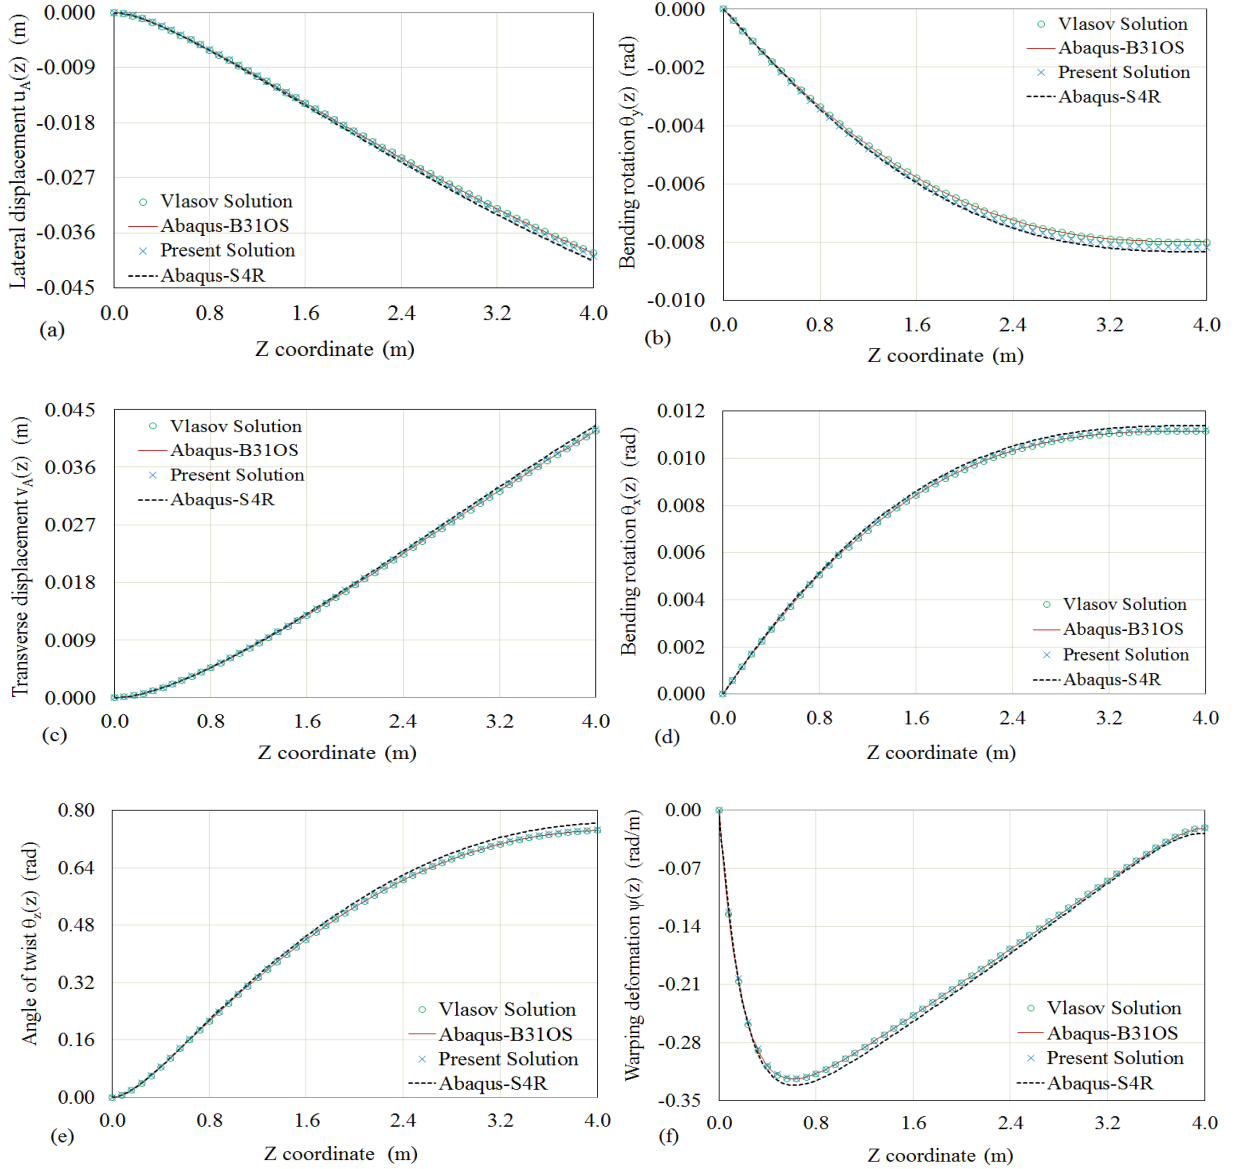 Lateral displacement u_A(z) (m)
0.000
-0.009
-0.018
-0.027
-0.036
-0.045
Vlasov Solution
Abaqus-B31OS
Present Solution
Abaqus-S4R
0.0 0.8 1.6 2.4 3.2 4.0
(a)
Z coordinate (m)
Bending rotation θ_y(z) (rad)
0.000
-0.002
-0.004
-0.006
-0.008
-0.010
Vlasov Solution
Abaqus-B31OS
Present Solution
Abaqus-S4R
0.0 0.8 1.6 2.4 3.2 4.0
(b)
Z coordinate (m)
Transverse displacement v_A(z) (m)
0.045
0.036
0.027
0.018
0.009
0.000
Vlasov Solution
Abaqus-B31OS
Present Solution
Abaqus-S4R
0.0 0.8 1.6 2.4 3.2 4.0
(c)
Z coordinate (m)
Bending rotation θ_x(z) (rad)
0.012
0.010
0.008
0.006
0.004
0.002
0.000
Vlasov Solution
Abaqus-B31OS
Present Solution
Abaqus-S4R
0.0 0.8 1.6 2.4 3.2 4.0
(d)
Z coordinate (m)
Angle of twist θ_z(z) (rad)
0.80
0.64
0.48
0.32
0.16
0.00
Vlasov Solution
Abaqus-B31OS
Present Solution
Abaqus-S4R
0.0 0.8 1.6 2.4 3.2 4.0
(e)
Z coordinate (m)
Warping deformation ψ(z) (rad/m)
0.00
-0.07
-0.14
-0.21
-0.28
-0.35
Vlasov Solution
Abaqus-B31OS
Present Solution
Abaqus-S4R
0.0 0.8 1.6 2.4 3.2 4.0
(f)
Z coordinate (m)